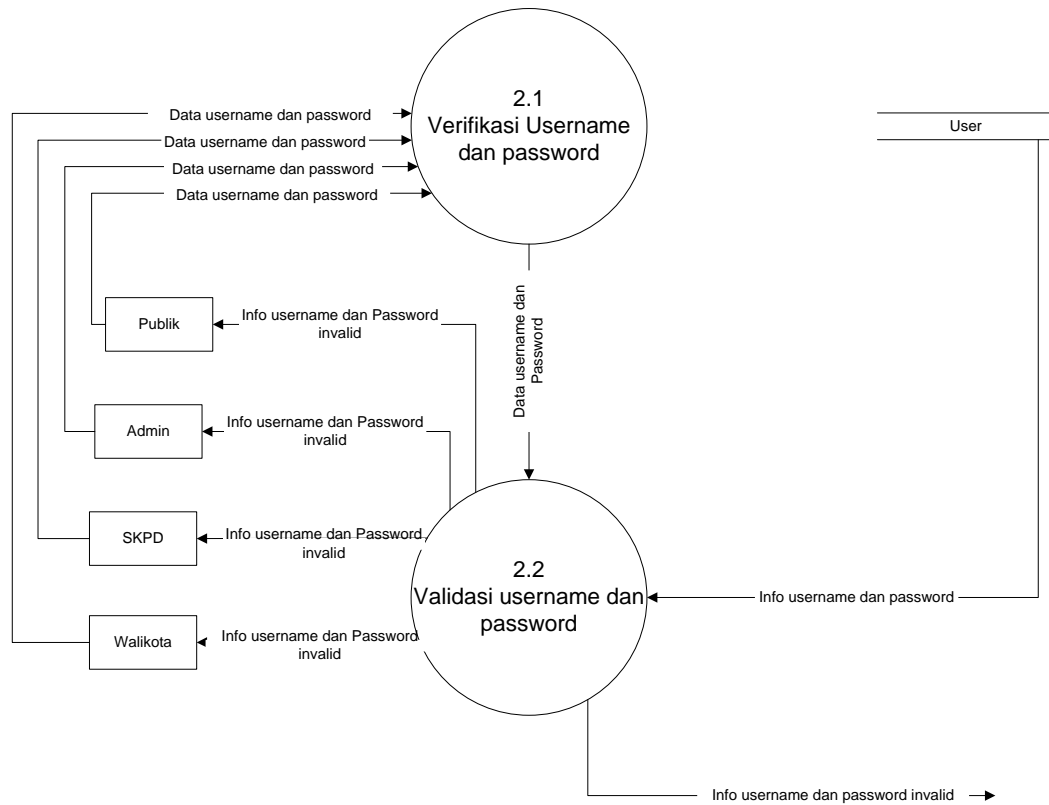 2.1
Verifikasi Username
dan password
Data username dan password
Data username dan password
Data username dan password
Data username dan password
User
Data username dan
Password
Publik
Info username dan Password
invalid
Admin
Info username dan Password
invalid
SKPD
Info username dan Password
invalid
2.2
Validasi username dan
password
Info username dan password
Walikota
Info username dan Password
invalid
Info username dan password invalid